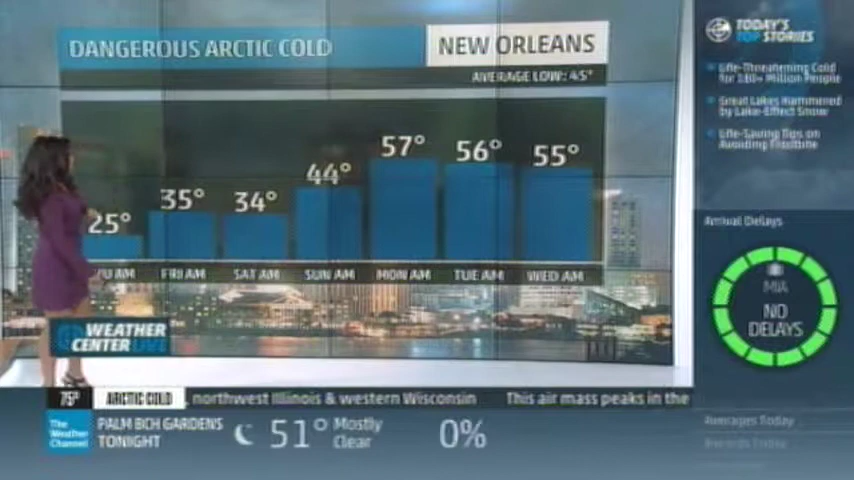 DANGEROUS ARCTIC COLD
NEW ORLEANS
AVERAGE LOW: 45°
25° 35° 34° 44° 57° 56° 55°
FRI AM SAT AM SUN AM MON AM TUE AM WED AM
WEATHER
CENTER LIVE
TODAY'S
TOP STORIES
Life-Threatening Cold
for 180+ Million People
Great Lakes Hammered
by Lake-Effect Snow
Life-Saving Tips on
Avoiding Frostbite
Arrival Delays
MIA
NO
DELAYS
75° ARCTIC COLD , northwest Illinois & western Wisconsin This air mass peaks in the
The
Weather
Channel
PALM BCH GARDENS
TONIGHT
51° Mostly
Clear
0%
Averages Today
Records Today